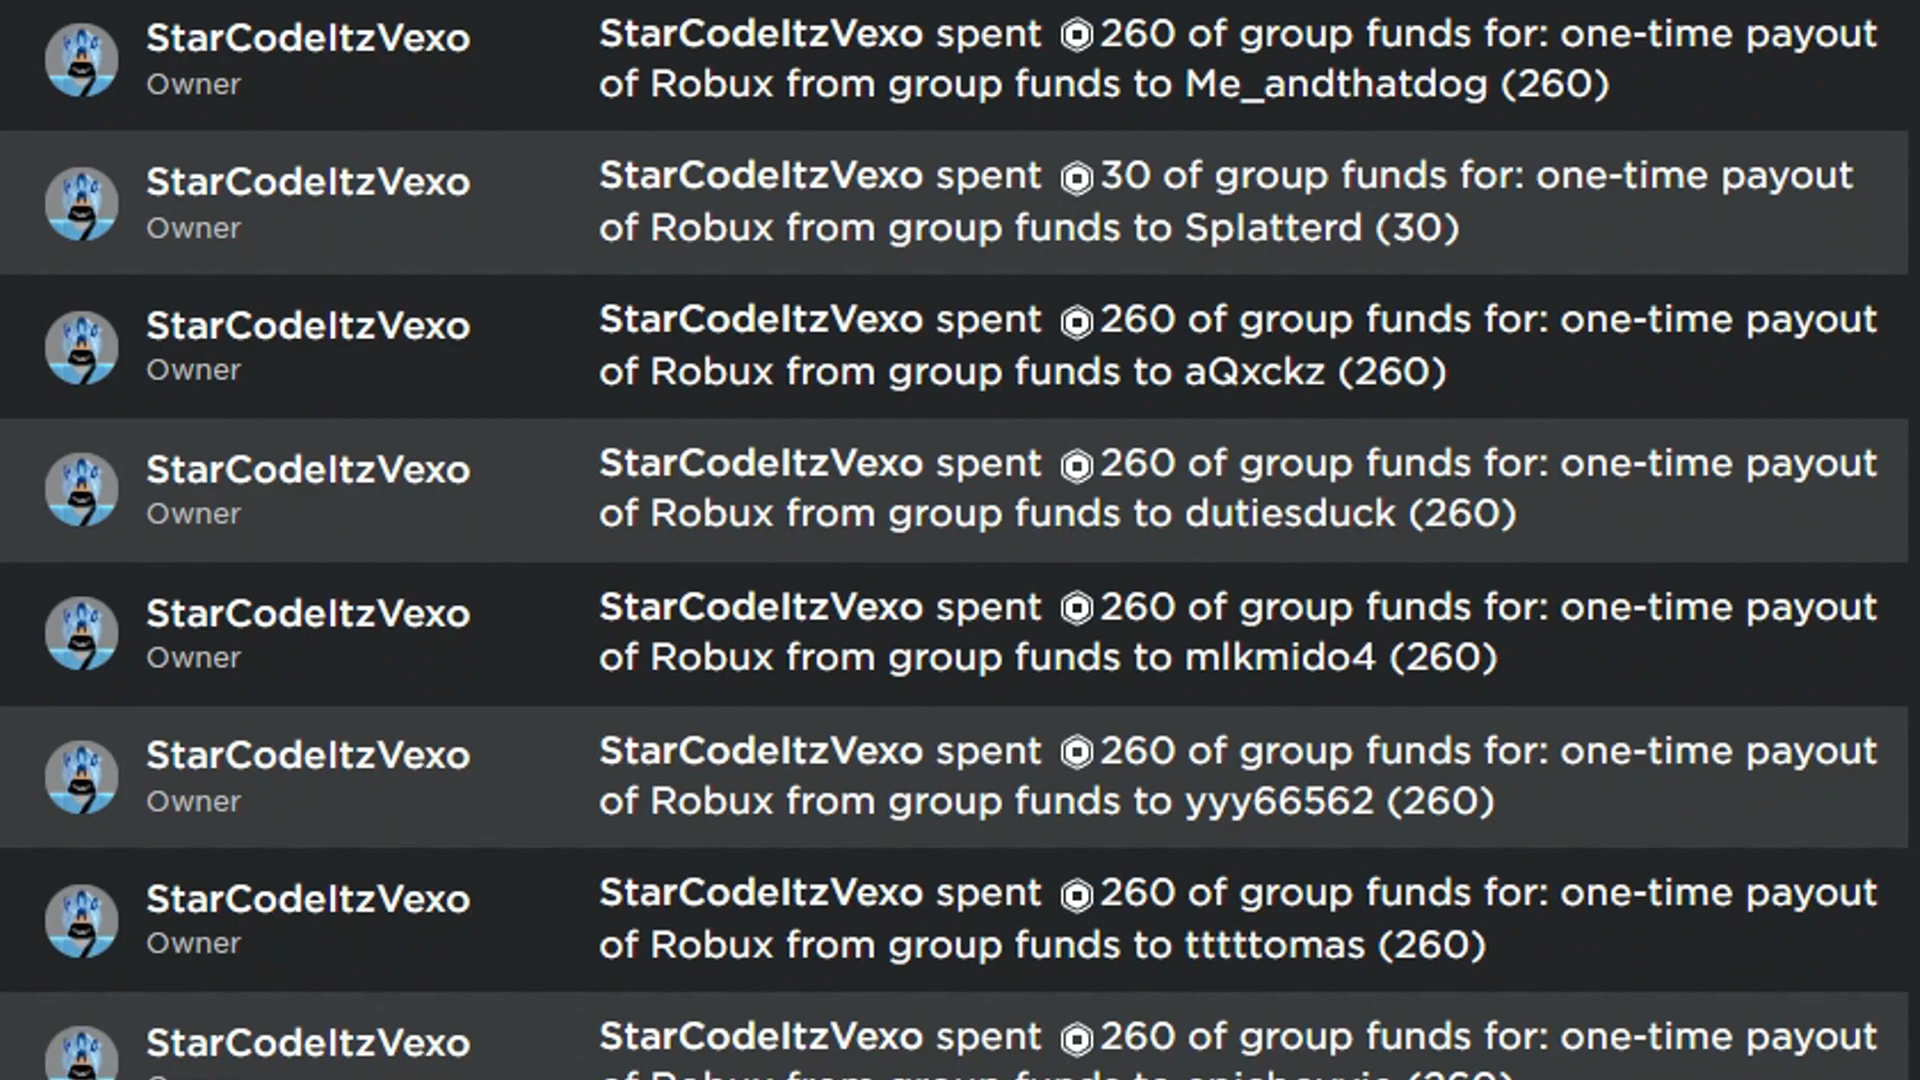 StarCodeItzVexo
Owner
StarCodeItzVexo spent 260 of group funds for: one-time payout
of Robux from group funds to Me_andthatdog (260)
StarCodeItzVexo
Owner
StarCodeItzVexo spent 30 of group funds for: one-time payout
of Robux from group funds to Splatterd (30)
StarCodeItzVexo
Owner
StarCodeItzVexo spent 260 of group funds for: one-time payout
of Robux from group funds to aQxckz (260)
StarCodeItzVexo
Owner
StarCodeItzVexo spent 260 of group funds for: one-time payout
of Robux from group funds to dutiesduck (260)
StarCodeItzVexo
Owner
StarCodeItzVexo spent 260 of group funds for: one-time payout
of Robux from group funds to mlkmido4 (260)
StarCodeItzVexo
Owner
StarCodeItzVexo spent 260 of group funds for: one-time payout
of Robux from group funds to yyy66562 (260)
StarCodeItzVexo
Owner
StarCodeItzVexo spent 260 of group funds for: one-time payout
of Robux from group funds to tttttomas (260)
StarCodeItzVexo
StarCodeItzVexo spent 260 of group funds for: one-time payout
of Robux from group funds to (260)